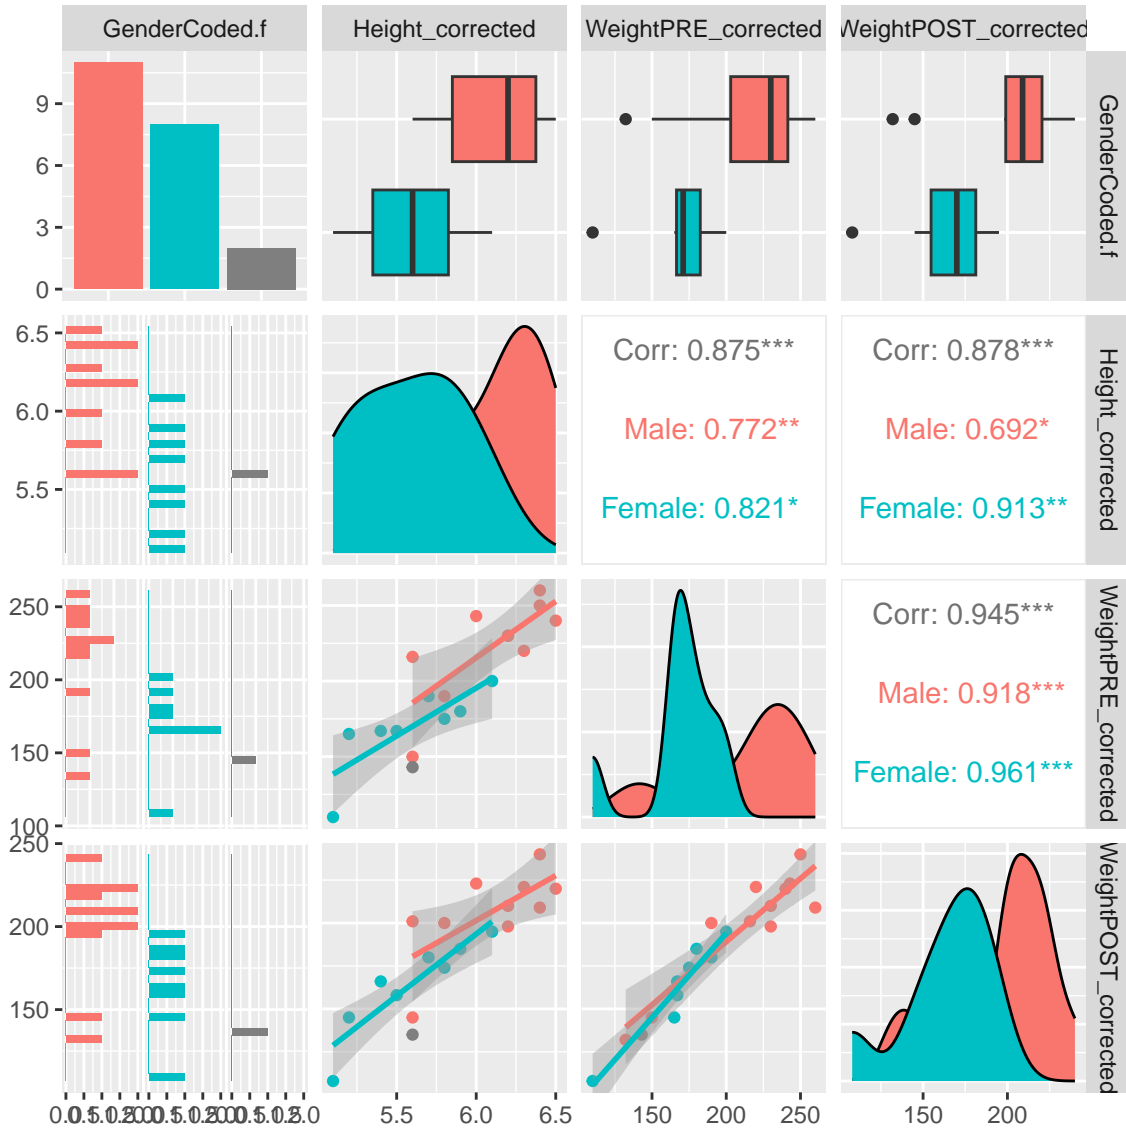 GenderCoded.f
Height_corrected
WeightPRE_corrected
WeightPOST_corrected
9
6
3
0
GenderCoded.f
6.5
6.0
5.5
Corr: 0.875***
Male: 0.772**
Female: 0.821*
Corr: 0.878***
Male: 0.692*
Female: 0.913**
Height_corrected
250
200
150
100
Corr: 0.945***
Male: 0.918***
Female: 0.961***
WeightPRE_corrected
250
200
150
WeightPOST_corrected
5.5 6.0 6.5
150 200 250
150 200